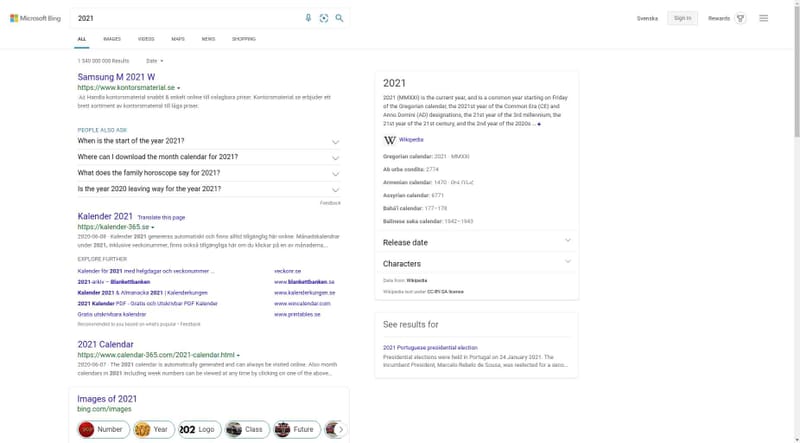 Microsoft Bing
2021
Svenska
Sign in
Rewards
ALL
IMAGES
VIDEOS
MAPS
NEWS
SHOPPING
1 540 000 000 Results
Date
Samsung M 2021 W
https://www.kontorsmaterial.se
Ad Handla kontorsmaterial snabbt & enkelt online till oslagbara priser. Kontorsmaterial.se erbjuder ett
brett sortiment av kontorsmaterial till låga priser.
PEOPLE ALSO ASK
When is the start of the year 2021?
Where can I download the month calendar for 2021?
What does the family horoscope say for 2021?
Is the year 2020 leaving way for the year 2021?
Feedback
Kalender 2021 Translate this page
https://kalender-365.se
2020-06-08 · Kalender 2021 genereras automatiskt och finns alltid tillgänglig här online. Månadskalendrar
under 2021, inklusive veckonummer, finns också tillgängliga här om du klickar på en av månaderna...
EXPLORE FURTHER
Kalender för 2021 med helgdagar och veckonummer ...
veckonr.se
2021-arkiv – Blankettbanken
www.blankettbanken.se
Kalender 2021 & Almanacka 2021 | Kalenderkungen
www.kalenderkungen.se
2021 Kalender PDF - Gratis och Utskrivbar PDF Kalender
www.wincalendar.com
Gratis utskrivbara kalendrar
www.printables.se
Recommended to you based on what's popular • Feedback
2021 Calendar
https://www.calendar-365.com/2021-calendar.html
2020-06-07 · The 2021 calendar is automatically generated and can always be visited online. Also month
calendars in 2021 including week numbers can be viewed at any time by clicking on one of the above...
Images of 2021
bing.com/images
Number
Year
Logo
Class
Future
2021
2021 (MMXXI) is the current year, and is a common year starting on Friday
of the Gregorian calendar, the 2021st year of the Common Era (CE) and
Anno Domini (AD) designations, the 21st year of the 3rd millennium, the
21st year of the 21st century, and the 2nd year of the 2020s ...
Wikipedia
Gregorian calendar: 2021 · MMXXI
Ab urbe condita: 2774
Armenian calendar: 1470 ·
Assyrian calendar: 6771
Bahá'í calendar: 177–178
Balinese saka calendar: 1942–1943
Release date
Characters
Data from: Wikipedia
Wikipedia text under CC-BY-SA license
See results for
2021 Portuguese presidential election
Presidential elections were held in Portugal on 24 January 2021. The
incumbent President, Marcelo Rebelo de Sousa, was reelected for a seco...